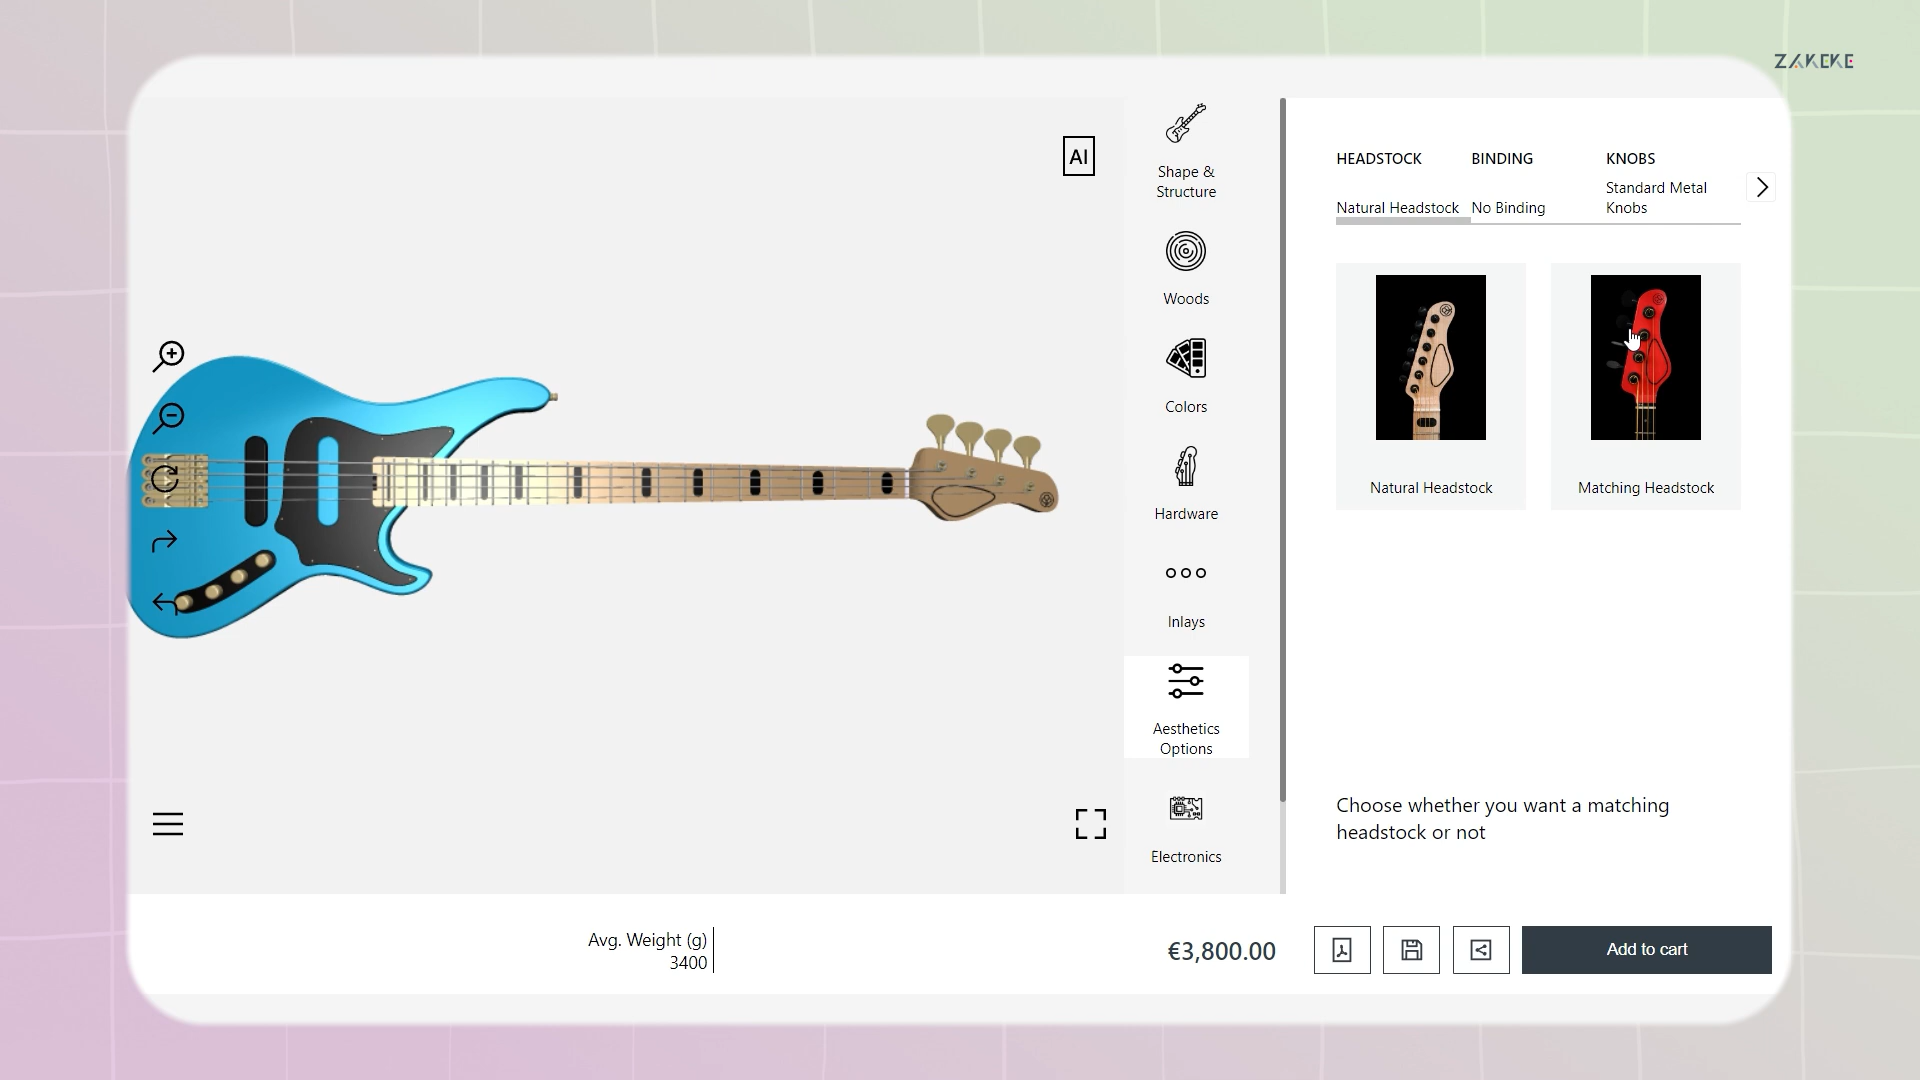 ZAKEKE
AI
Shape &
Structure
Woods
Colors
Hardware
Inlays
Aesthetics
Options
Electronics
HEADSTOCK
Natural Headstock
BINDING
No Binding
KNOBS
Standard Metal
Knobs
Natural Headstock
Matching Headstock
Choose whether you want a matching
headstock or not
Avg. Weight (g)
3400
€3,800.00
Add to cart